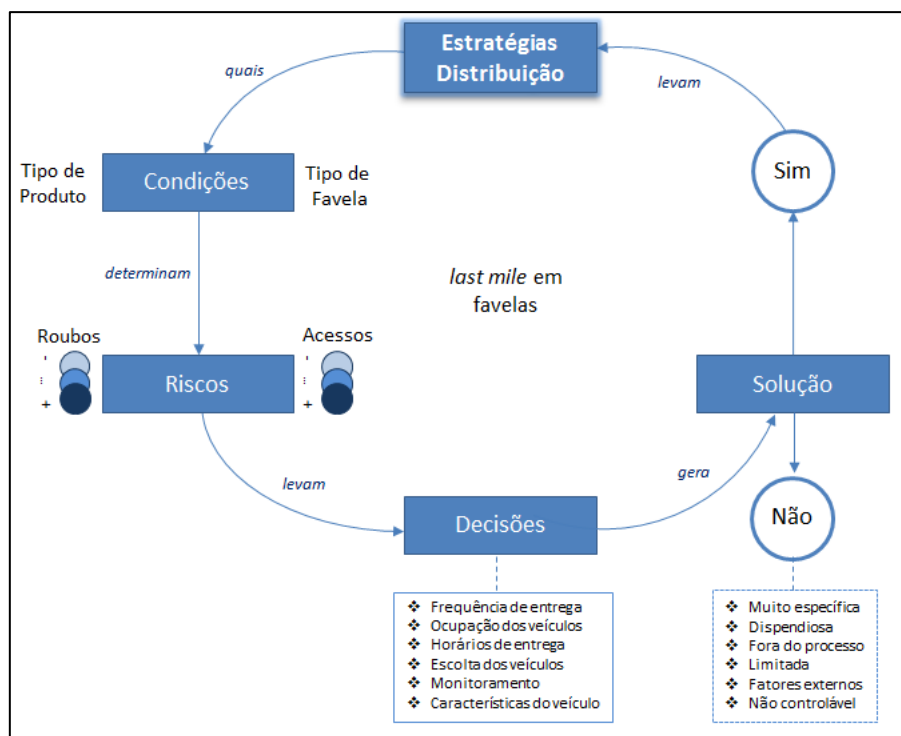 Estratégias
Distribuição
quais
levam
Tipo de
Produto
Condições
Tipo de
Favela
Sim
determinam
last mile em
favelas
Roubos
Acessos
+
Riscos
+
Solução
levam
gera
Decisões
Não
❖ Frequência de entrega
❖ Ocupação dos veículos
❖ Horários de entrega
❖ Escolta dos veículos
❖ Monitoramento
❖ Características do veículo
❖ Muito específica
❖ Dispendiosa
❖ Fora do processo
❖ Limitada
❖ Fatores externos
❖ Não controlável